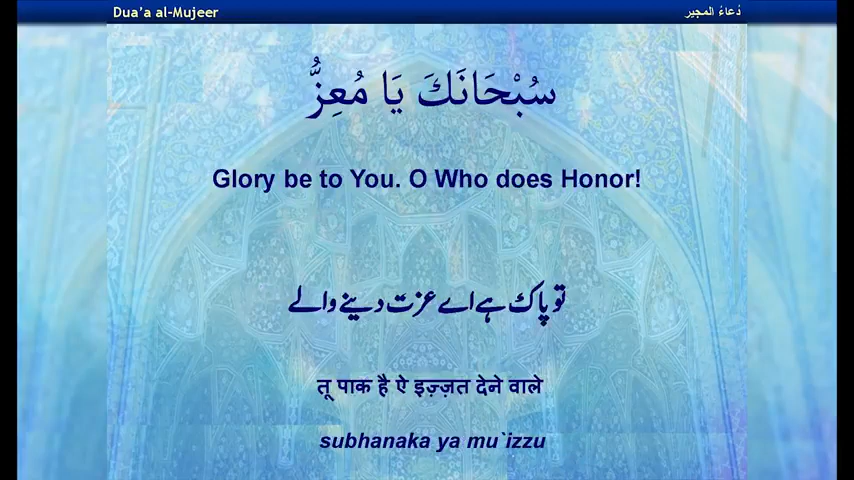 Dua'a al-Mujeer
دُعاءُ المجير
سُبْحَانَكَ يَا مُعِزُّ
Glory be to You. O Who does Honor!
تو پاک ہے اے عزت دینے والے
तू पाक है ऐ इज़्ज़त देने वाले
subhanaka ya mu`izzu